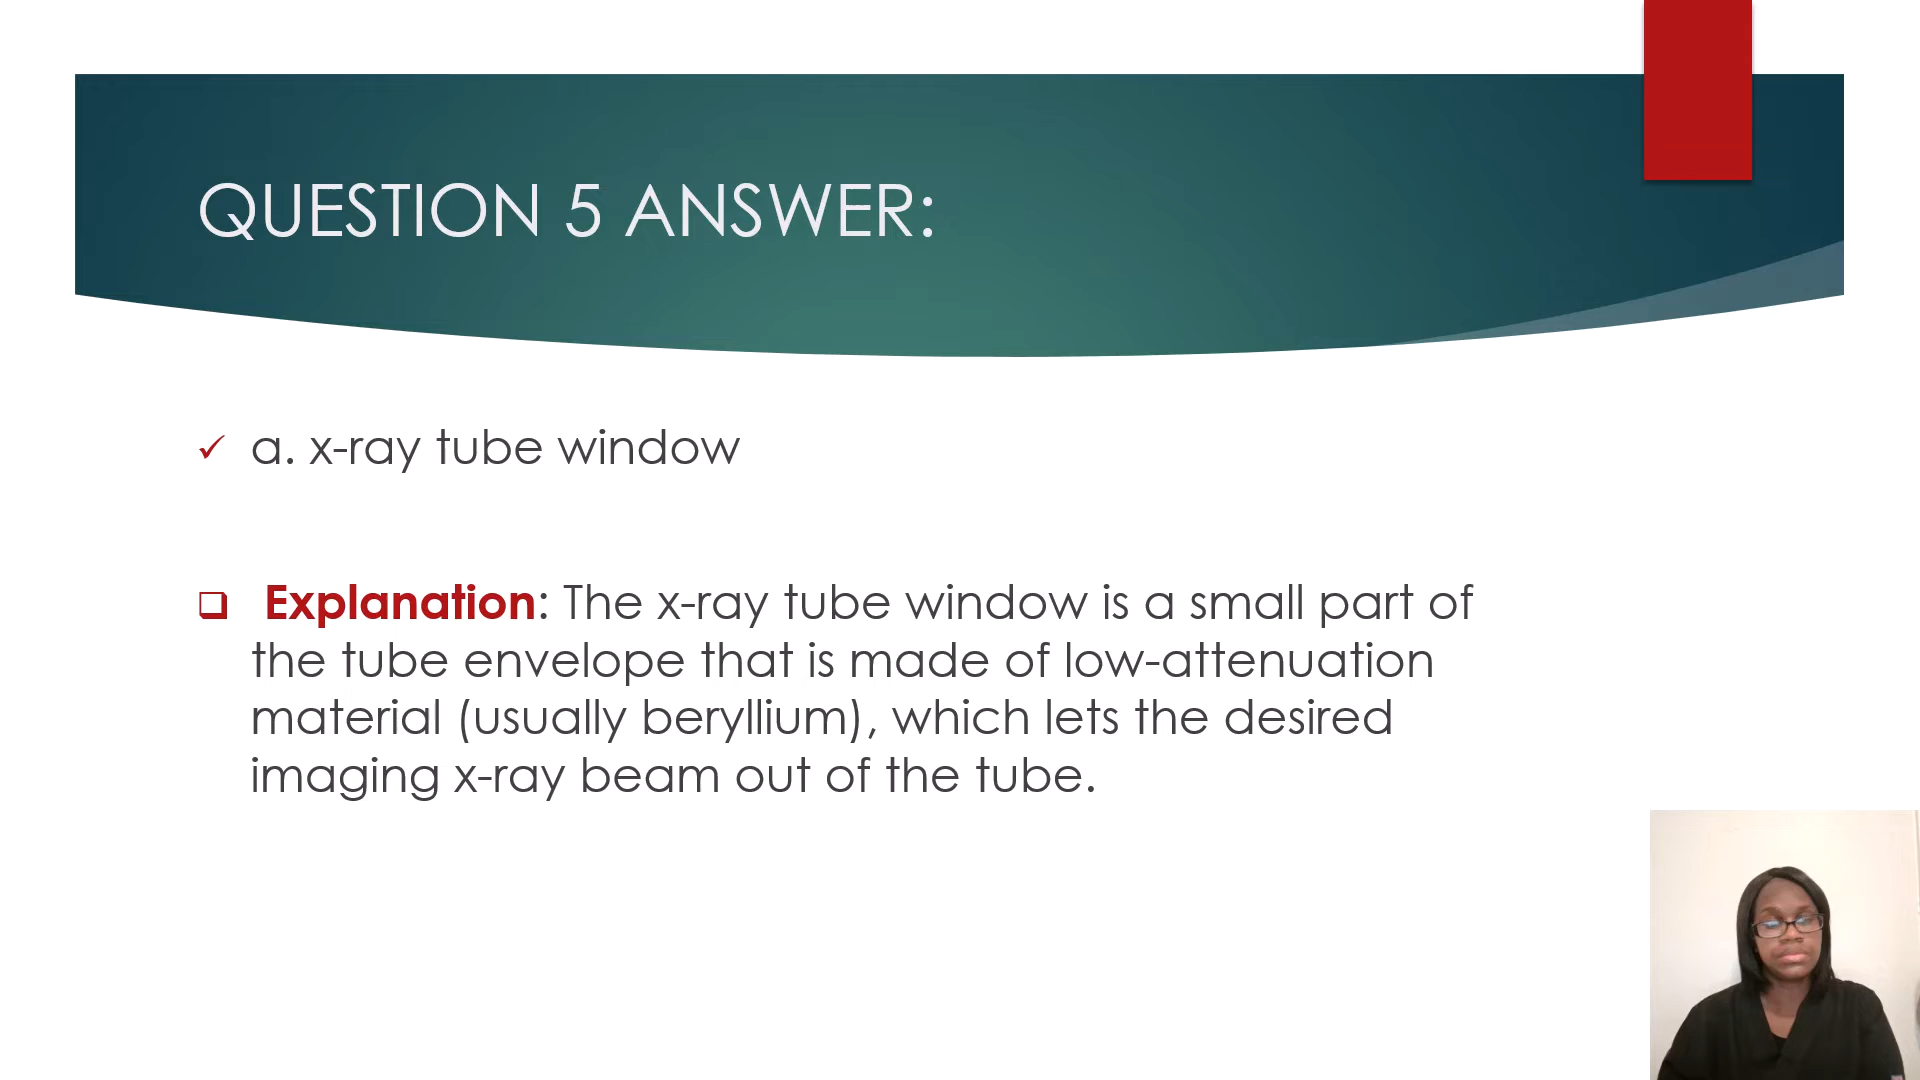 QUESTION 5 ANSWER:
a. x-ray tube window
Explanation: The x-ray tube window is a small part of
the tube envelope that is made of low-attenuation
material (usually beryllium), which lets the desired
imaging x-ray beam out of the tube.